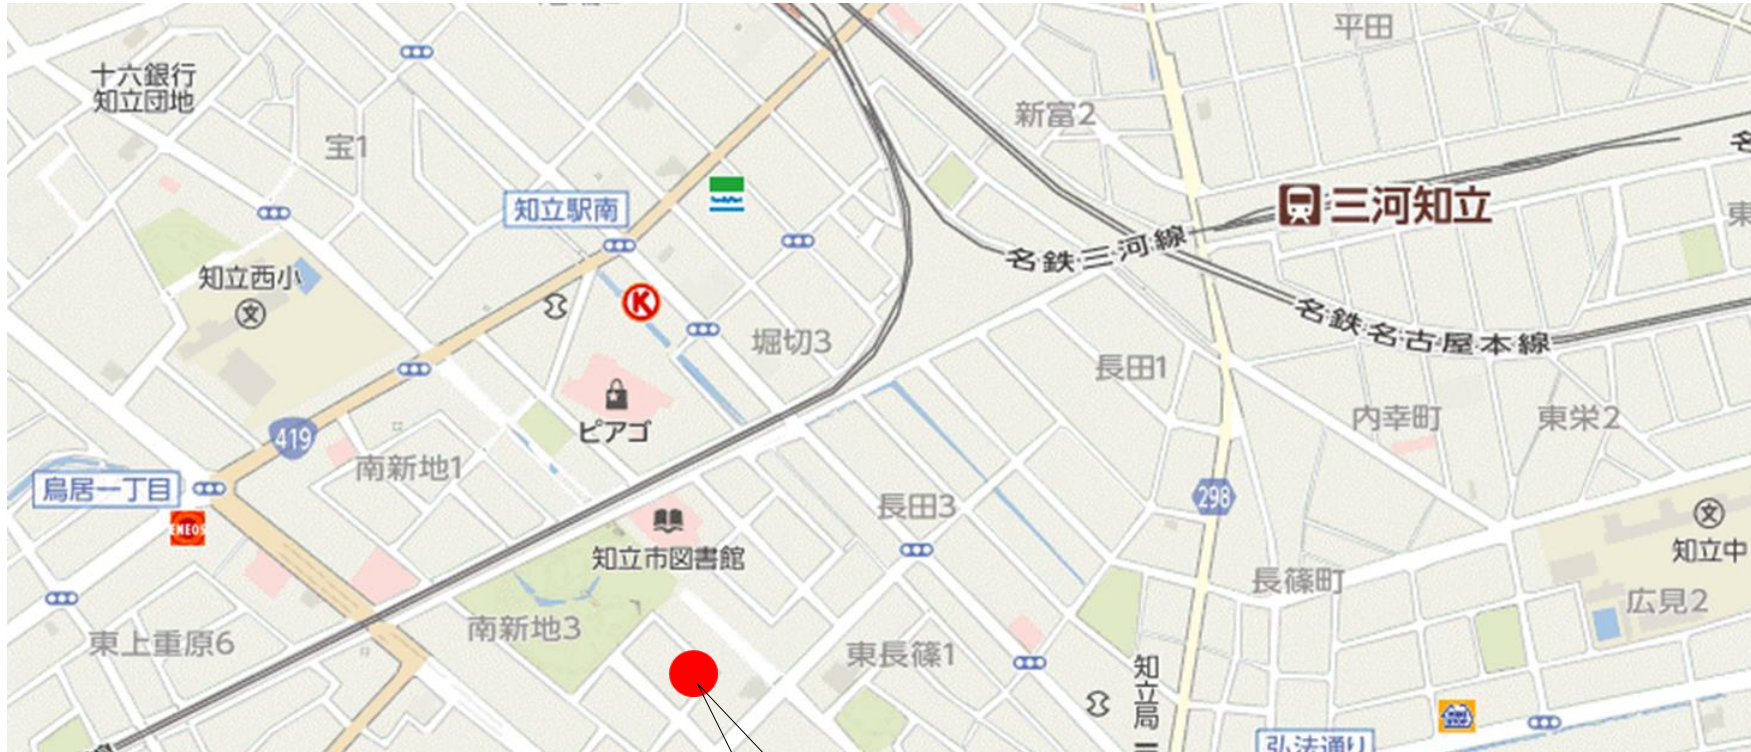 平田
十六銀行
知立団地
新富2
宝1
知立駅南
FamilyMart
三河知立
名鉄三河線
知立西小
文
K
名鉄名古屋本線
堀切3
長田1
ピアゴ
内幸町
東栄2
419
南新地1
鳥居一丁目
298
長田3
ENEOS
文
知立中
知立市図書館
長篠町
広見2
南新地3
東上重原6
東長篠1
知立局
弘法通り